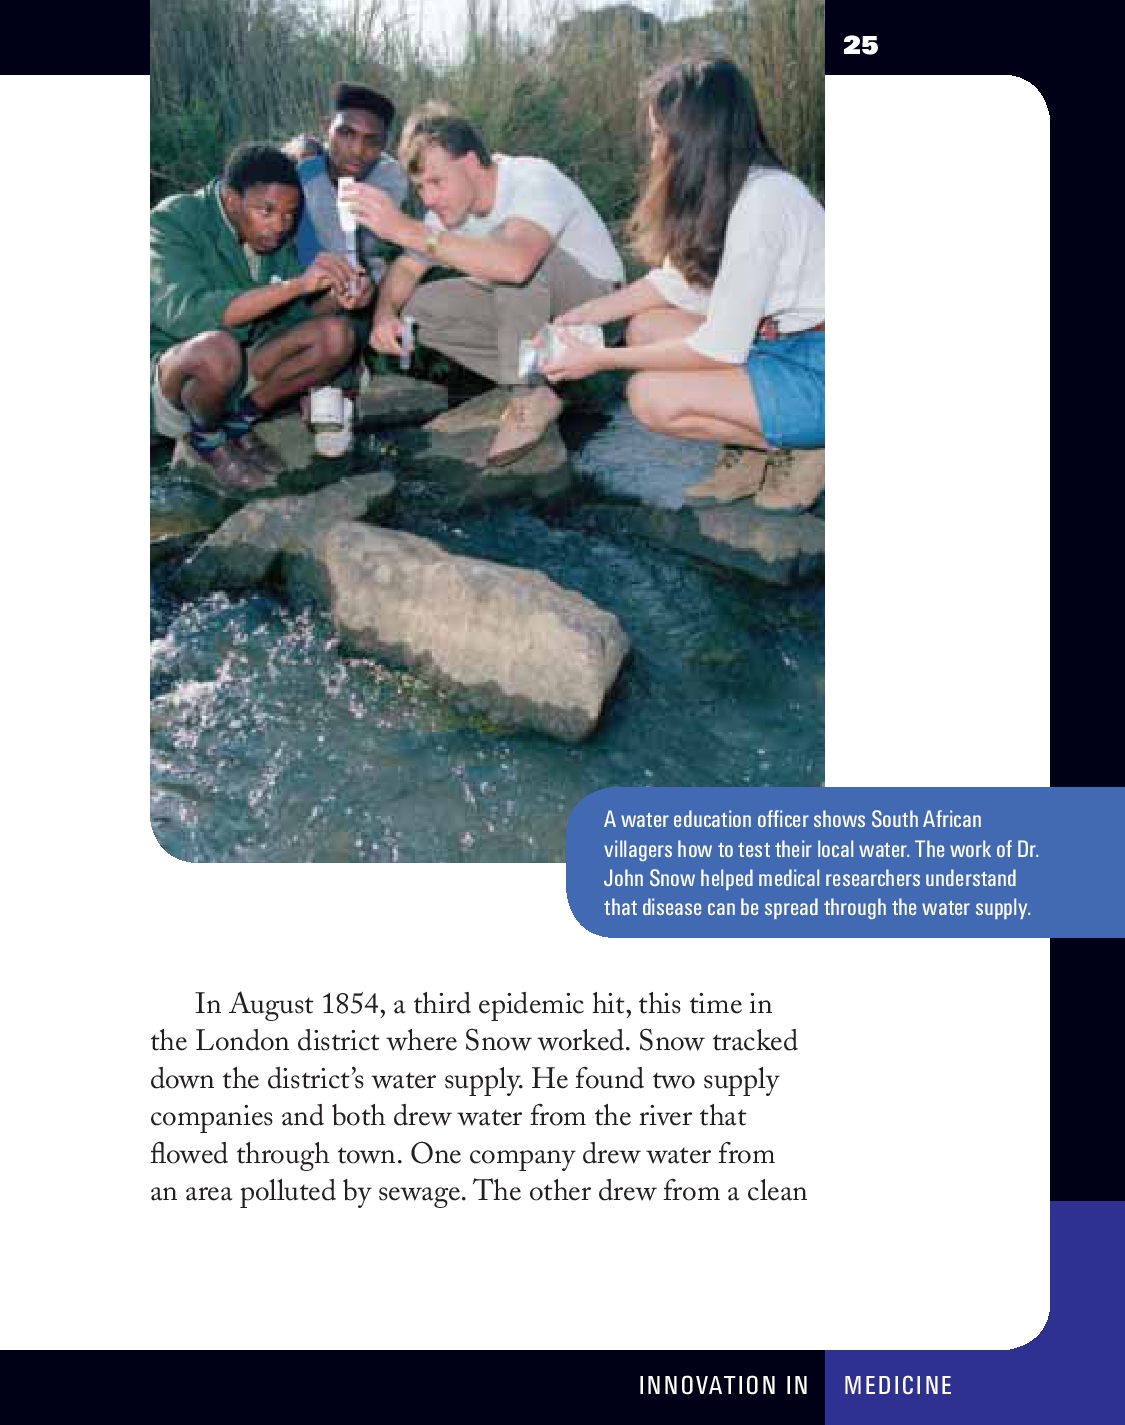 25
A water education officer shows South African
villagers how to test their local water. The work of Dr.
John Snow helped medical researchers understand
that disease can be spread through the water supply.
In August 1854, a third epidemic hit, this time in
the London district where Snow worked. Snow tracked
down the district’s water supply. He found two supply
companies and both drew water from the river that
flowed through town. One company drew water from
an area polluted by sewage. The other drew from a clean
INNOVATION IN MEDICINE